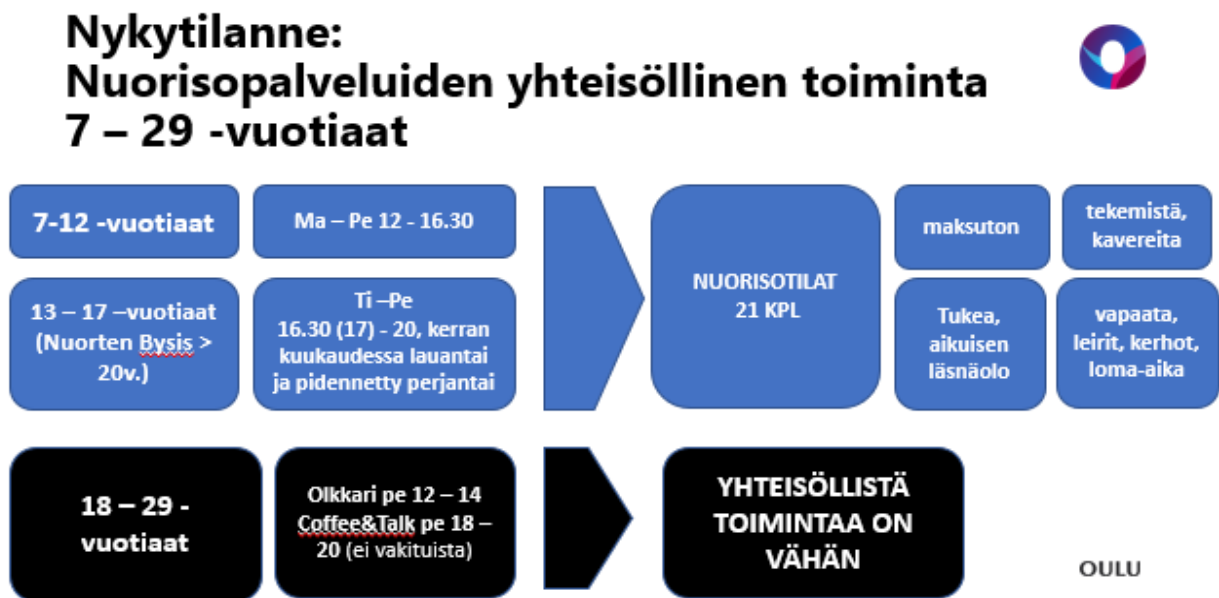 Nykytilanne:
Nuorisopalveluiden yhteisöllinen toiminta
7 – 29 -vuotiaat
7-12 -vuotiaat
Ma – Pe 12 - 16.30
13 – 17 –vuotiaat
(Nuorten Bysis >
20v.)
Ti –Pe
16.30 (17) - 20, kerran
kuukaudessa lauantai
ja pidennetty perjantai
NUORISOTILAT
21 KPL
maksuton
tekemistä,
kavereita
Tukea,
aikuisen
läsnäolo
vapaata,
leirit, kerhot,
loma-aika
18 – 29 -
vuotiaat
Olkkari pe 12 – 14
Coffee&Talk pe 18 –
20 (ei vakituista)
YHTEISÖLLISTÄ
TOIMINTAA ON
VÄHÄN
OULU